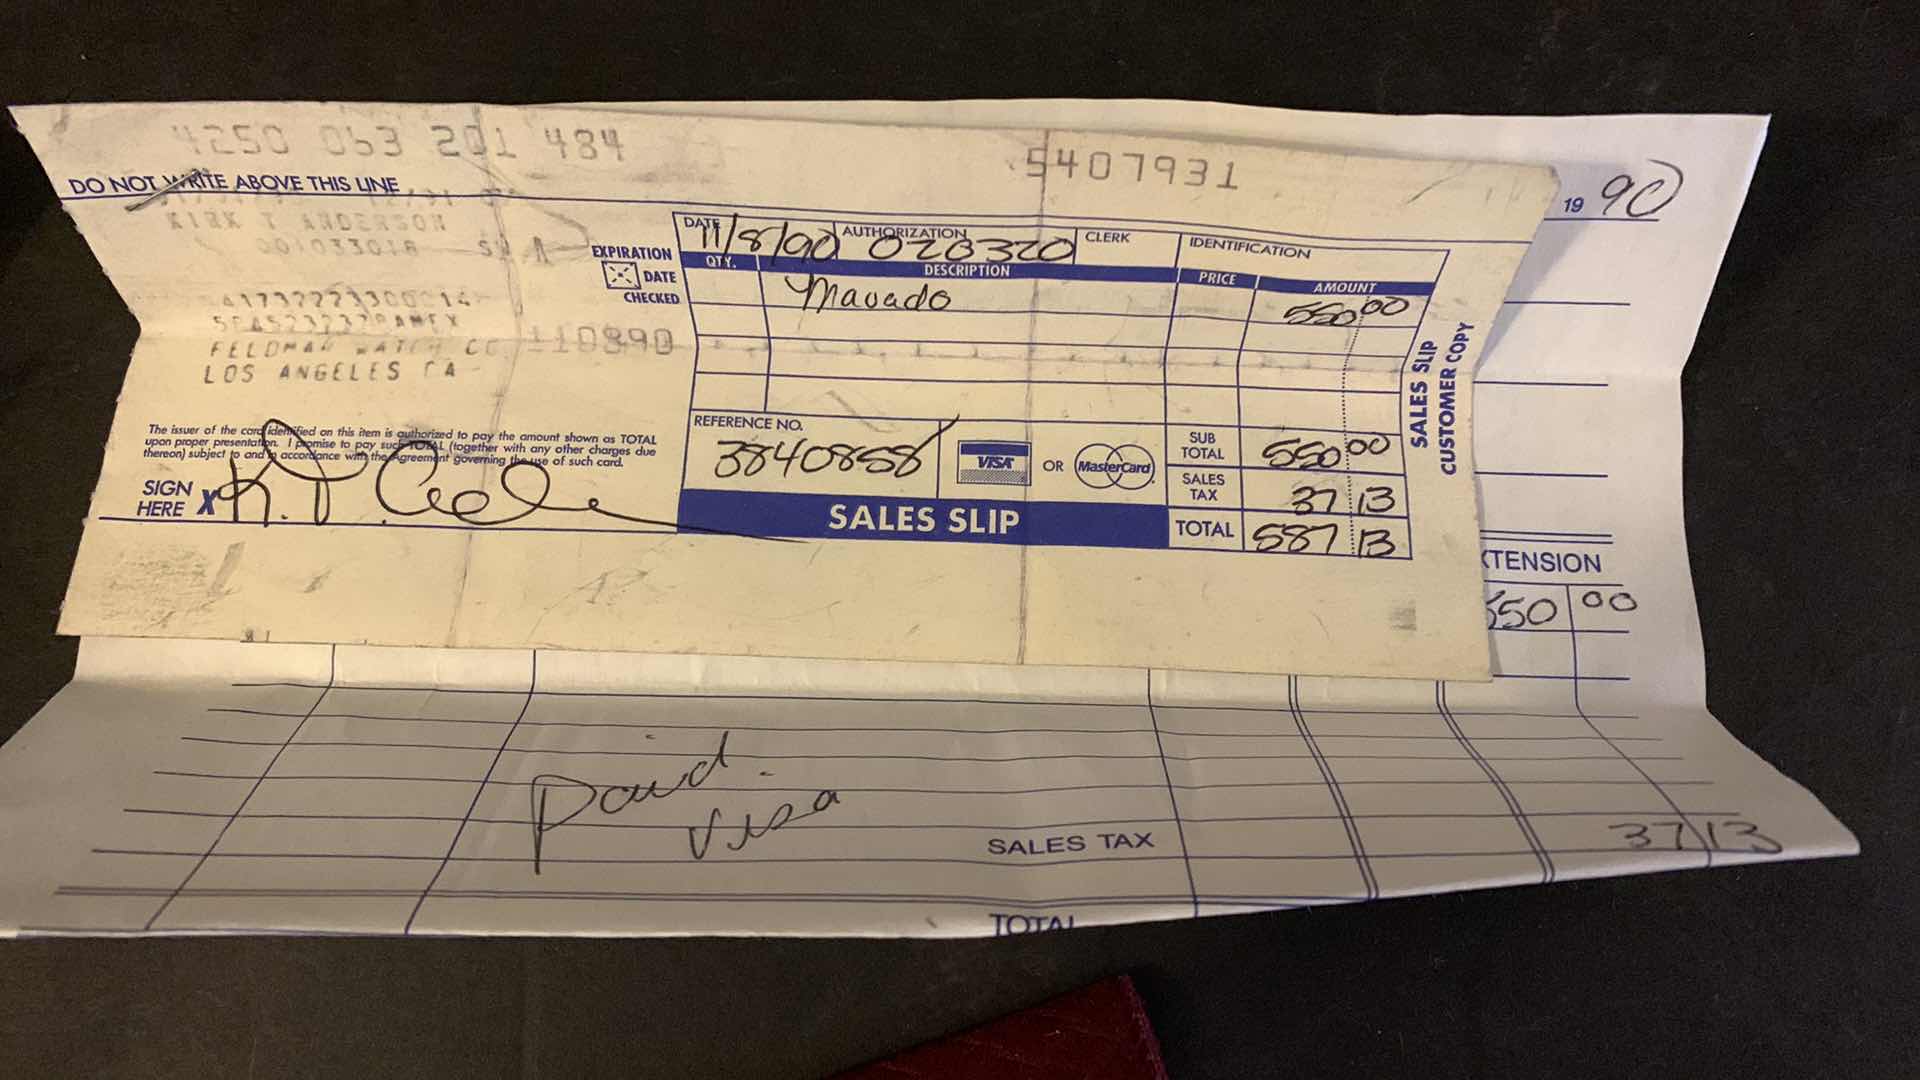 4250 063 201 484
5407931
DO NOT WRITE ABOVE THIS LINE
19 90
KIRK T ANDERSON
001033018
EXPIRATION
DATE
CHECKED
DATE 11/8/90
AUTHORIZATION 028320
CLERK
IDENTIFICATION
QTY. DESCRIPTION PRICE AMOUNT
Mavado 550 00
FELDMAN WATCH CO 110890
LOS ANGELES CA
The issuer of the card identified on this item is authorized to pay the amount shown as TOTAL
upon proper presentation. I promise to pay such TOTAL (together with any other charges due
thereon) subject to and in accordance with the Agreement governing the use of such card.
SIGN
HERE X
REFERENCE NO.
3840858
VISA OR MasterCard
SUB
TOTAL 550 00
SALES
TAX 37 13
TOTAL 587 13
SALES SLIP
SALES SLIP
CUSTOMER COPY
XTENSION
550 00
Paid
Visa
SALES TAX 37 13
TOTAL